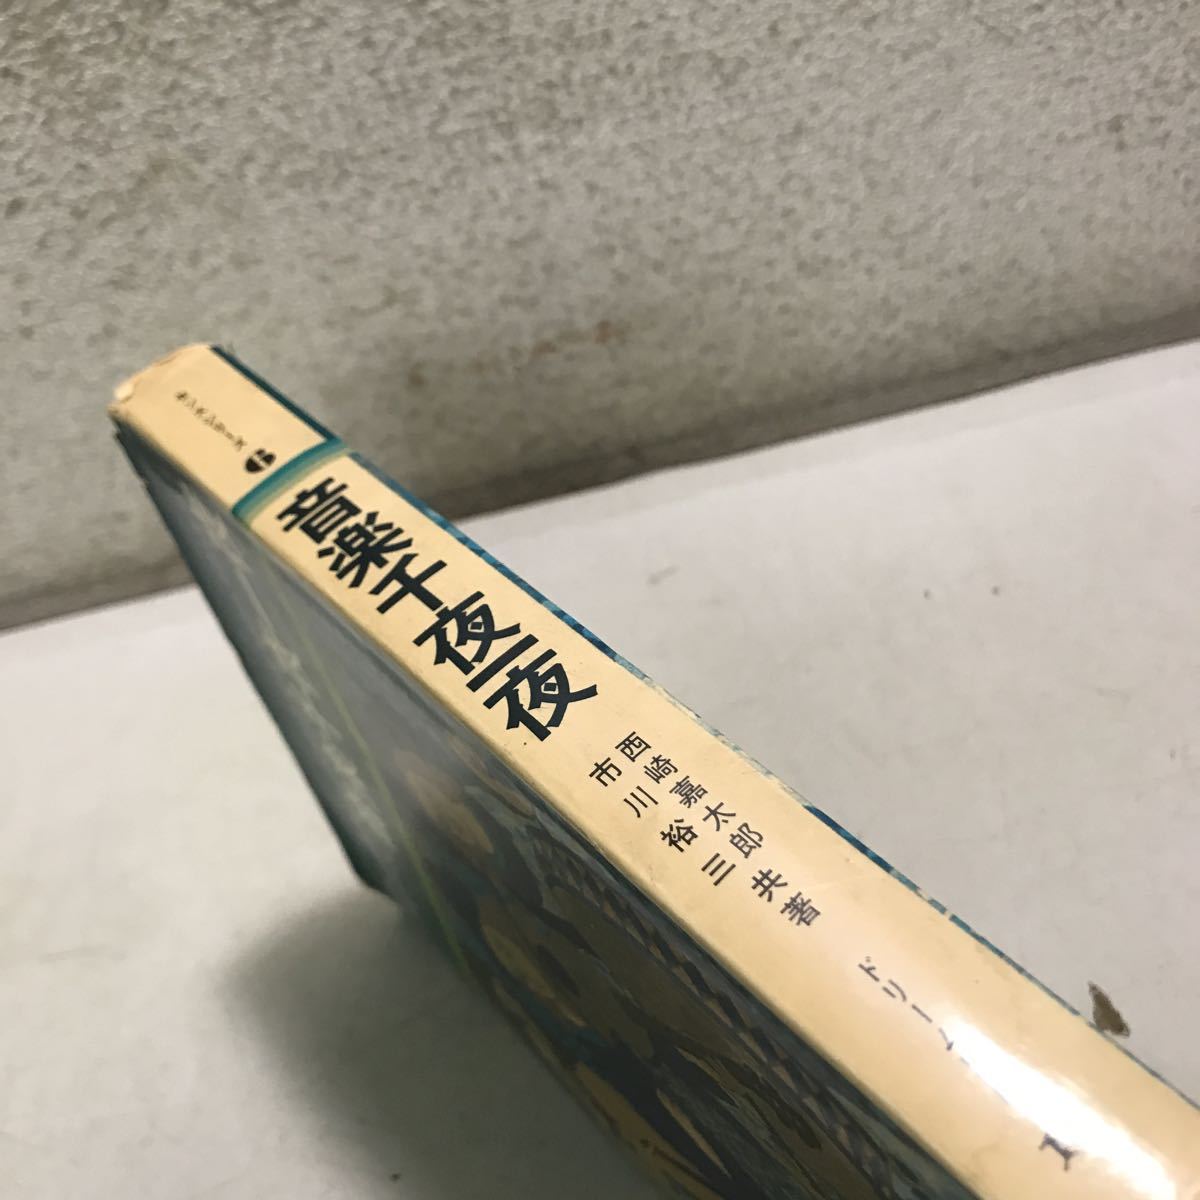 音楽千夜一夜
西崎嘉太郎
市川裕三
共著
ドリーム